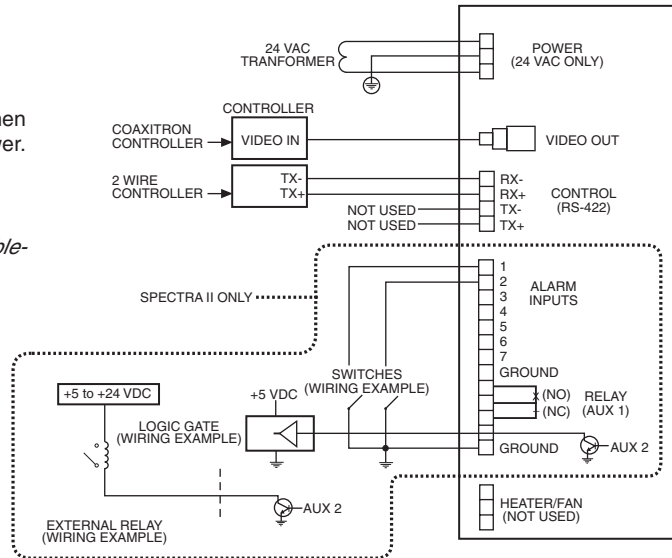 24 VAC
TRANFORMER
POWER
(24 VAC ONLY)
CONTROLLER
COAXITRON
CONTROLLER
VIDEO IN
VIDEO OUT
ver.
2 WIRE
CONTROLLER
TX-
TX+
NOT USED
NOT USED
RX-
RX+
TX-
TX+
CONTROL
(RS-422)
ple-
SPECTRA II ONLY
1
2
3
4
5
6
7
GROUND
ALARM
INPUTS
SWITCHES
(WIRING EXAMPLE)
+5 to +24 VDC
+5 VDC
LOGIC GATE
(WIRING EXAMPLE)
(NO)
(NC)
RELAY
(AUX 1)
GROUND
AUX 2
AUX 2
EXTERNAL RELAY
(WIRING EXAMPLE)
HEATER/FAN
(NOT USED)